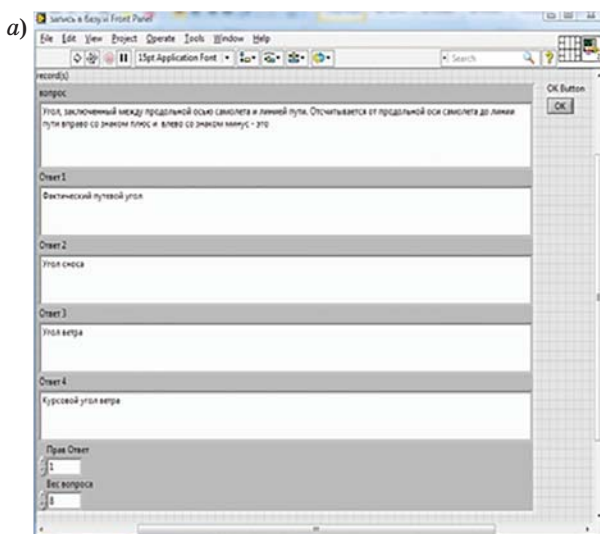 а)
запись в базу.vi Front Panel
File Edit View Project Operate Tools Window Help
15pt Application Font
Search
record(s)
вопрос
OK Button
OK
Угол, заключенный между продольной осью самолета и линией пути. Отсчитывается от продольной оси самолета до линии
пути вправо со знаком плюс и влево со знаком минус - это
Ответ 1
Фактический путевой угол
Ответ 2
Угол сноса
Ответ 3
Угол ветра
Ответ 4
Курсовой угол ветра
Прав Ответ
1
Вес вопроса
8